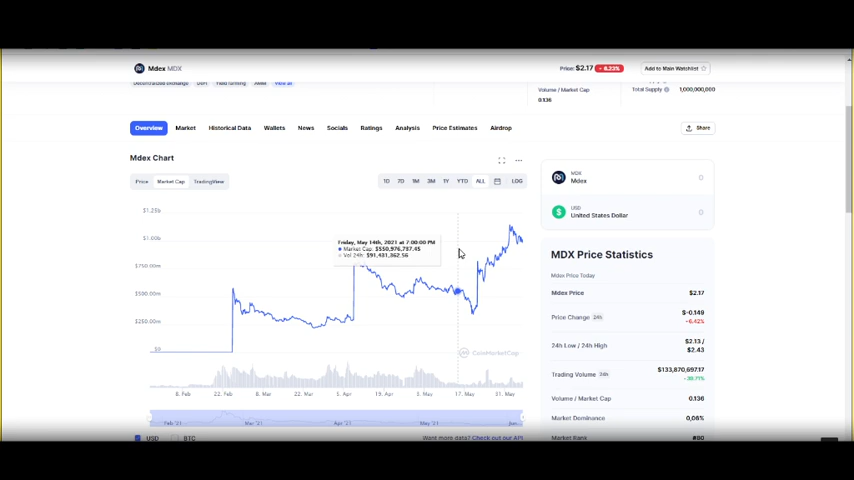 Mdex MDX
Price: $2.17 - 6.23%
Add to Main Watchlist
Decentralized Exchange DeFi Yield farming AMM View all
Volume / Market Cap
0.136
Total Supply 1,000,000,000
Overview Market Historical Data Wallets News Socials Ratings Analysis Price Estimates Airdrop
Share
Mdex Chart
Price Market Cap TradingView
1D 7D 1M 3M 1Y YTD ALL LOG
$1.25b
$1.00b
$750.00m
$500.00m
$250.00m
$0
Friday, May 14th, 2021 at 7:00:00 PM
Market Cap: $550,976,737.45
Vol 24h: $91,481,362.56
CoinMarketCap
8. Feb 22. Feb 8. Mar 22. Mar 5. Apr 19. Apr 3. May 17. May 31. May
Feb '21 Mar '21 Apr '21 May '21
USD BTC
Want more data? Check out our API
MDX
Mdex 0
USD
United States Dollar 0
MDX Price Statistics
Mdex Price Today
Mdex Price $2.17
Price Change 24h $-0.149
-6.42%
24h Low / 24h High $2.13 /
$2.43
Trading Volume 24h $133,870,697.17
-39.71%
Volume / Market Cap 0.136
Market Dominance 0.06%
Market Rank #90